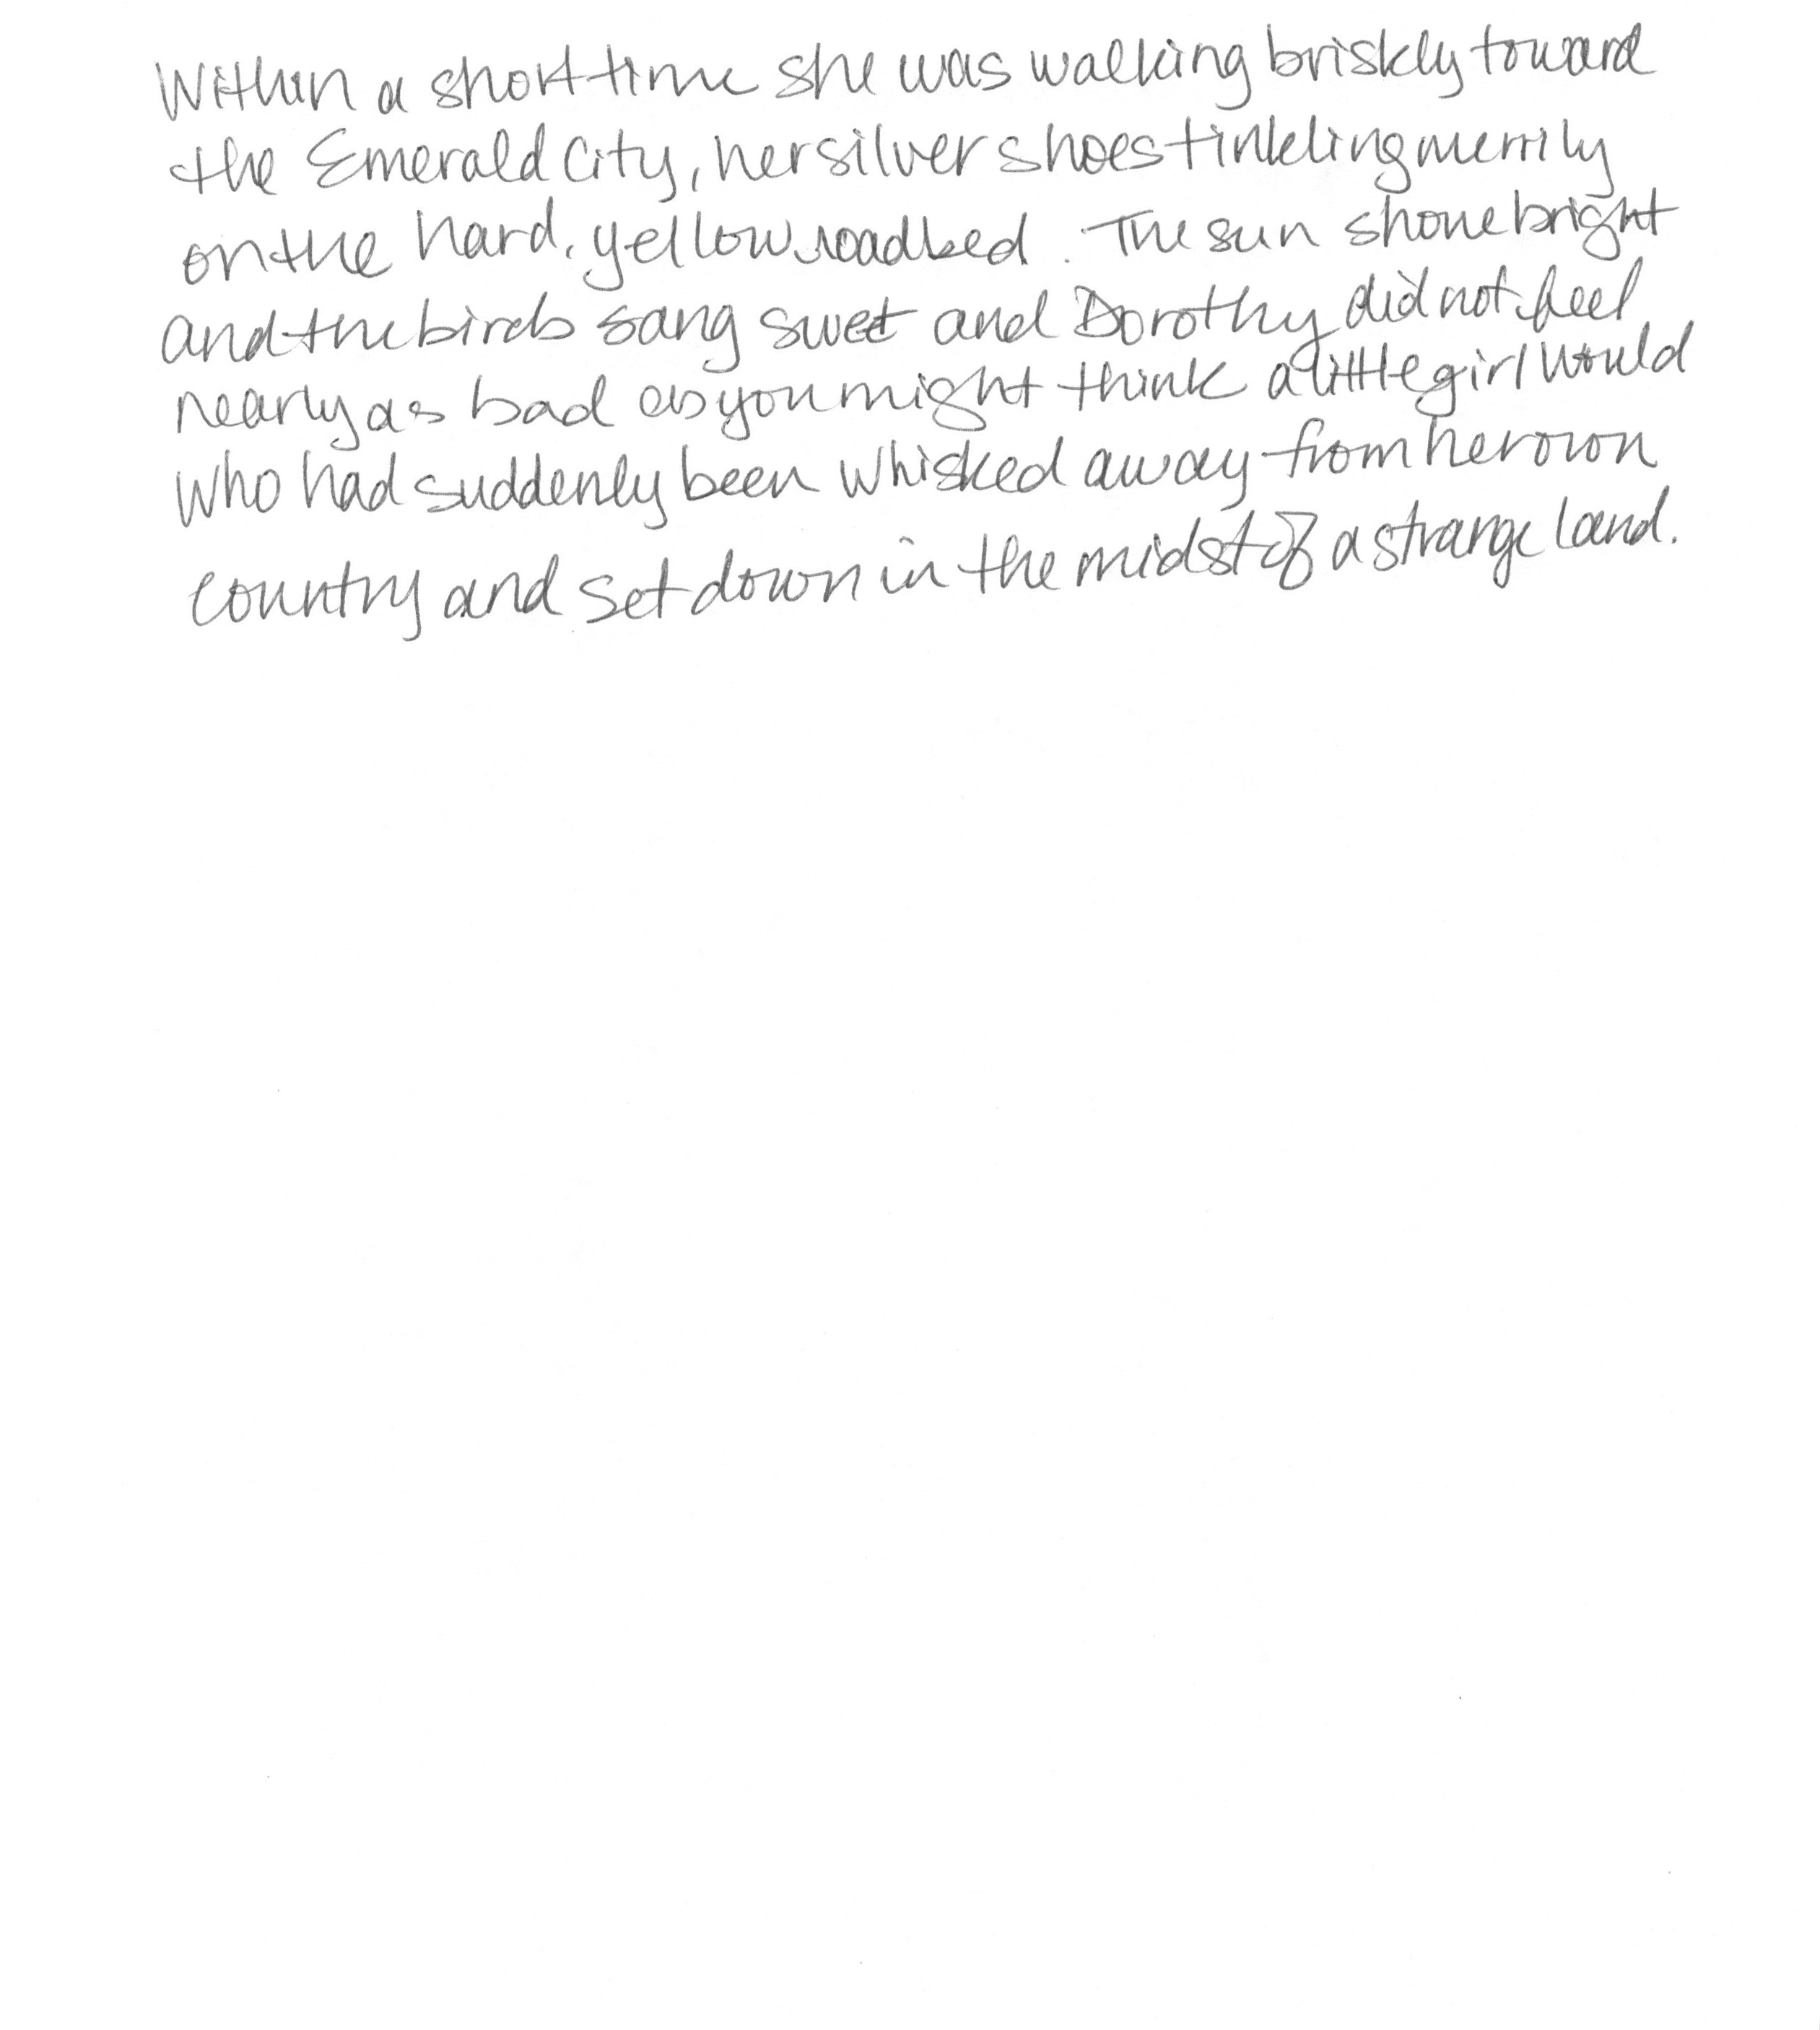 Within a short time she was walking briskly toward
the Emerald City, her silver shoes tinkling merrily
on the hard, yellow roadbed. The sun shone bright
and the birds sang sweet and Dorothy did not feel
nearly as bad as you might think a little girl would
who had suddenly been whisked away from her own
country and set down in the midst of a strange land.